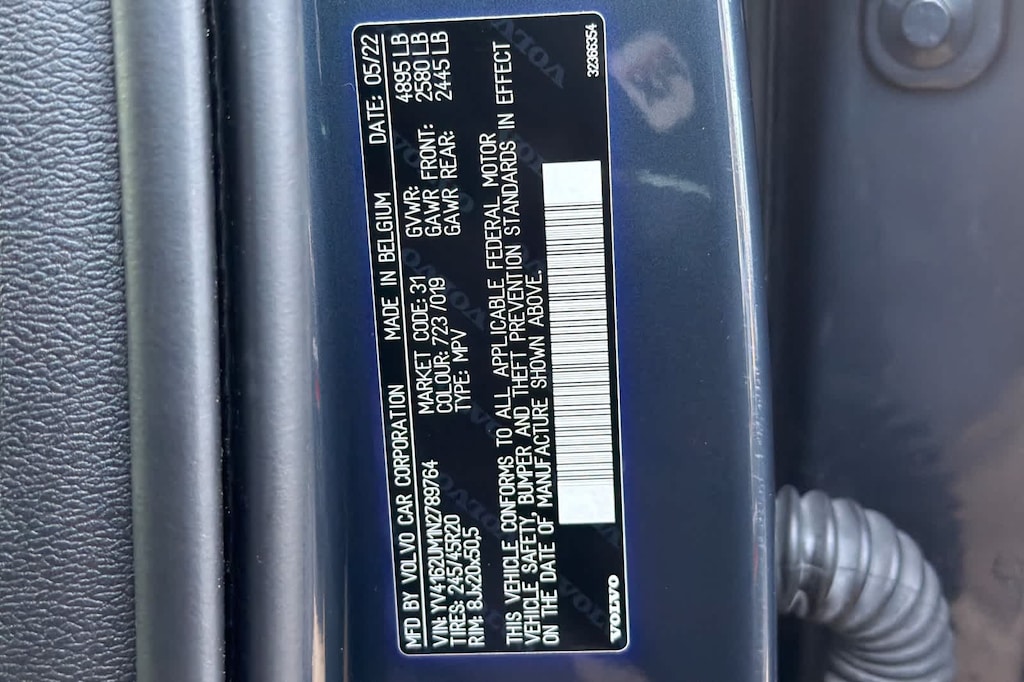 MFD BY VOLVO CAR CORPORATION MADE IN BELGIUM DATE: 05/22
VIN: YV4162UM1N2789764 MARKET CODE: 31 GVWR: 4895 LB
TIRES: 245/45R20 COLOUR: 723 /019 GAWR FRONT: 2580 LB
RIM: 8Jx20x50,5 TYPE: MPV GAWR REAR: 2445 LB
THIS VEHICLE CONFORMS TO ALL APPLICABLE FEDERAL MOTOR
VEHICLE SAFETY, BUMPER AND THEFT PREVENTION STANDARDS IN EFFECT
ON THE DATE OF MANUFACTURE SHOWN ABOVE.
VOLVO 32366354